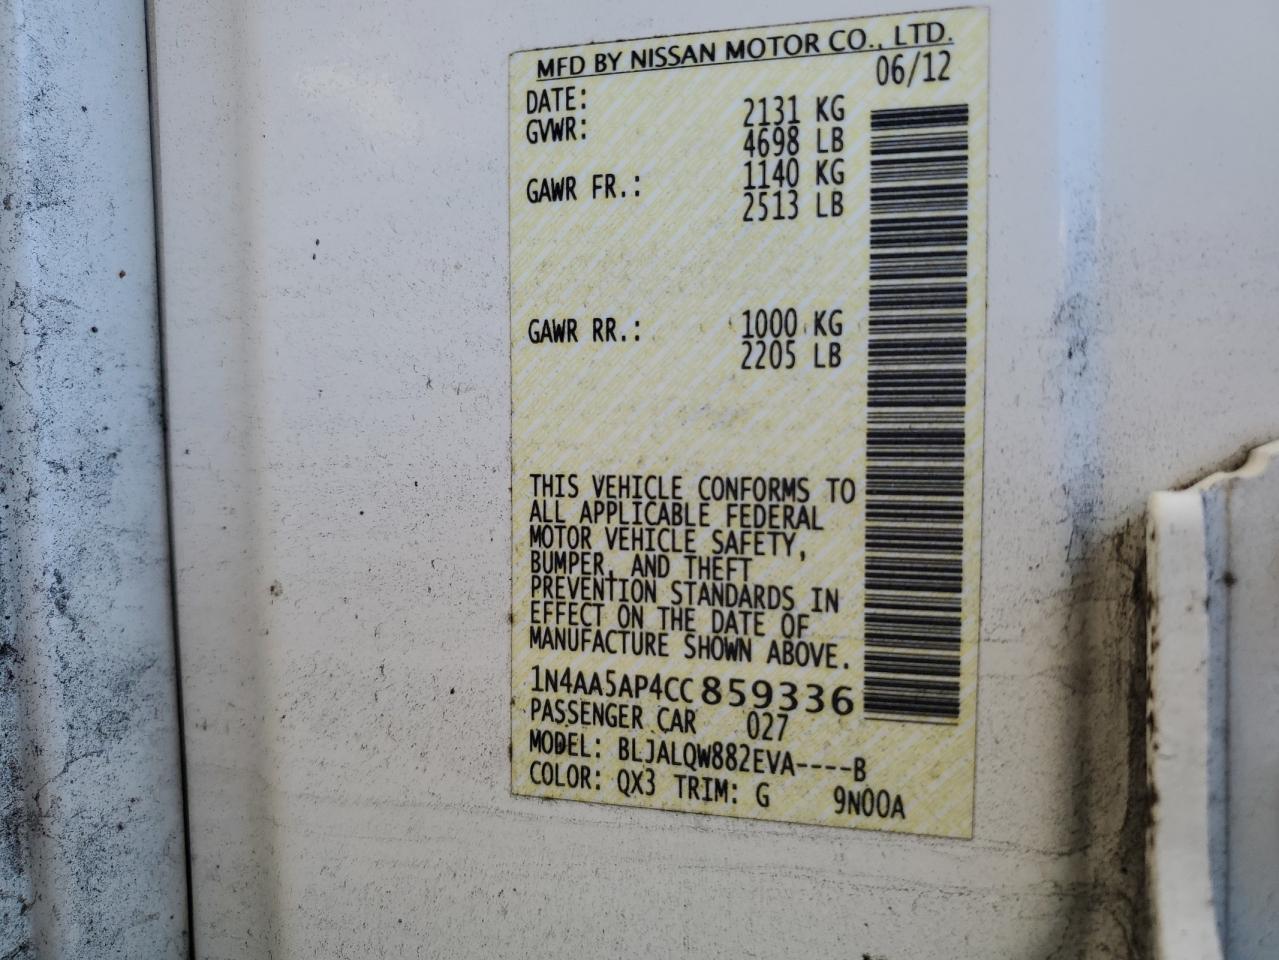 MFD BY NISSAN MOTOR CO., LTD.
DATE: 06/12
GVWR: 2131 KG
4698 LB
GAWR FR.: 1140 KG
2513 LB
GAWR RR.: 1000 KG
2205 LB
THIS VEHICLE CONFORMS TO
ALL APPLICABLE FEDERAL
MOTOR VEHICLE SAFETY,
BUMPER, AND THEFT
PREVENTION STANDARDS IN
EFFECT ON THE DATE OF
MANUFACTURE SHOWN ABOVE.
1N4AA5AP4CC859336
PASSENGER CAR 027
MODEL: BLJALQW882EVA----B
COLOR: QX3 TRIM: G 9N00A